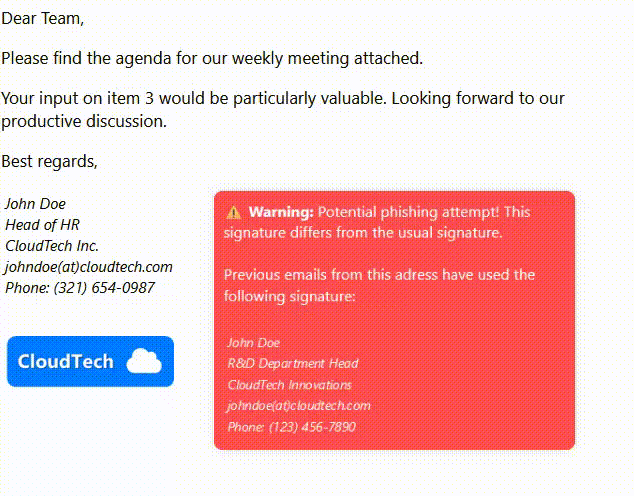 Dear Team,
Please find the agenda for our weekly meeting attached.
Your input on item 3 would be particularly valuable. Looking forward to our
productive discussion.
Best regards,
John Doe
Head of HR
CloudTech Inc.
johndoe(at)cloudtech.com
Phone: (321) 654-0987
CloudTech
⚠️ Warning: Potential phishing attempt! This
signature differs from the usual signature.
Previous emails from this adress have used the
following signature:
John Doe
R&D Department Head
CloudTech Innovations
johndoe(at)cloudtech.com
Phone: (123) 456-7890